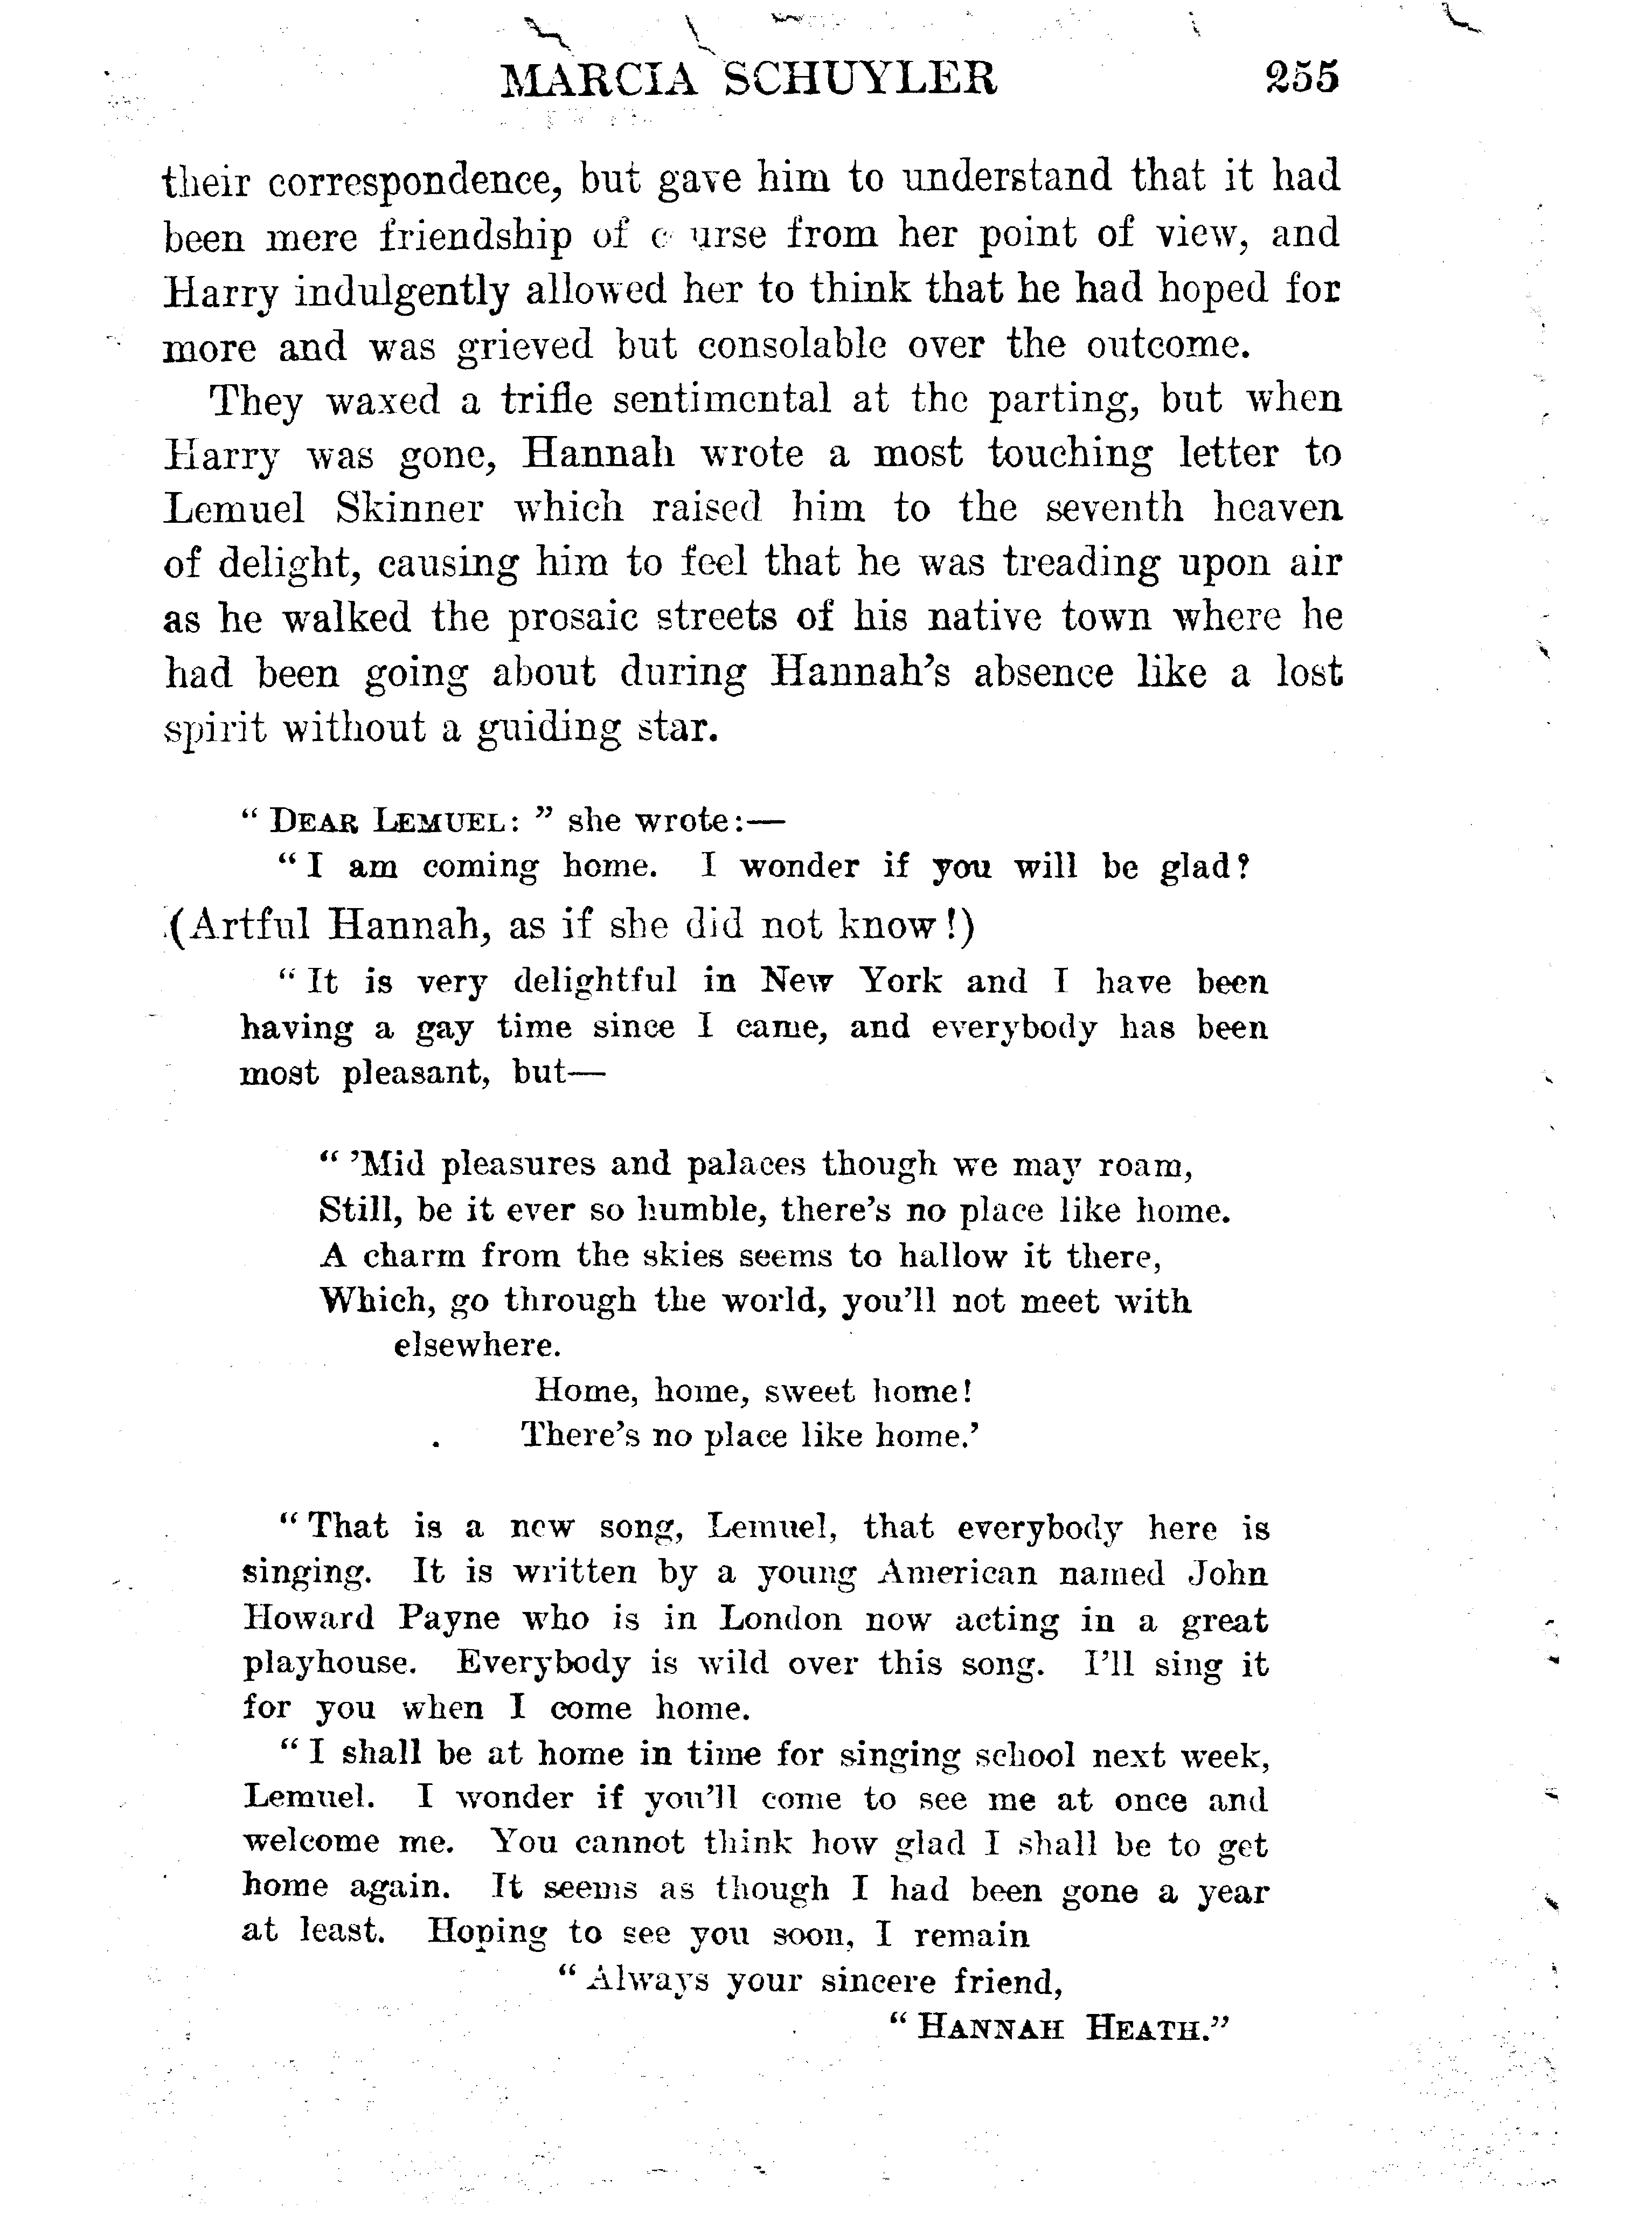 MARCIA SCHUYLER 255
their correspondence, but gave him to understand that it had
been mere friendship of c urse from her point of view, and
Harry indulgently allowed her to think that he had hoped for
more and was grieved but consolable over the outcome.
They waxed a trifle sentimental at the parting, but when
Harry was gone, Hannah wrote a most touching letter to
Lemuel Skinner which raised him to the seventh heaven
of delight, causing him to feel that he was treading upon air
as he walked the prosaic streets of his native town where he
had been going about during Hannah's absence like a lost
spirit without a guiding star.
" DEAR LEMUEL: " she wrote:—
" I am coming home. I wonder if you will be glad?
(Artful Hannah, as if she did not know!)
" It is very delightful in New York and I have been
having a gay time since I came, and everybody has been
most pleasant, but—
" 'Mid pleasures and palaces though we may roam,
Still, be it ever so humble, there's no place like home.
A charm from the skies seems to hallow it there,
Which, go through the world, you'll not meet with
elsewhere.
Home, home, sweet home!
There's no place like home.'
" That is a new song, Lemuel, that everybody here is
singing. It is written by a young American named John
Howard Payne who is in London now acting in a great
playhouse. Everybody is wild over this song. I'll sing it
for you when I come home.
" I shall be at home in time for singing school next week,
Lemuel. I wonder if you'll come to see me at once and
welcome me. You cannot think how glad I shall be to get
home again. It seems as though I had been gone a year
at least. Hoping to see you soon, I remain
" Always your sincere friend,
" HANNAH HEATH."